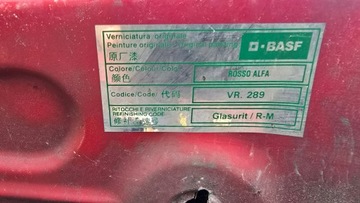 Verniciatura originale
Peinture originale
原厂漆
BASF
Colore/Colour/Color
颜色
ROSSO ALFA
Codice/Code: 代码
VR. 289
RITOCCHI E RIVERNICIATURE
REFINISHING CODE
Glasurit / R-M